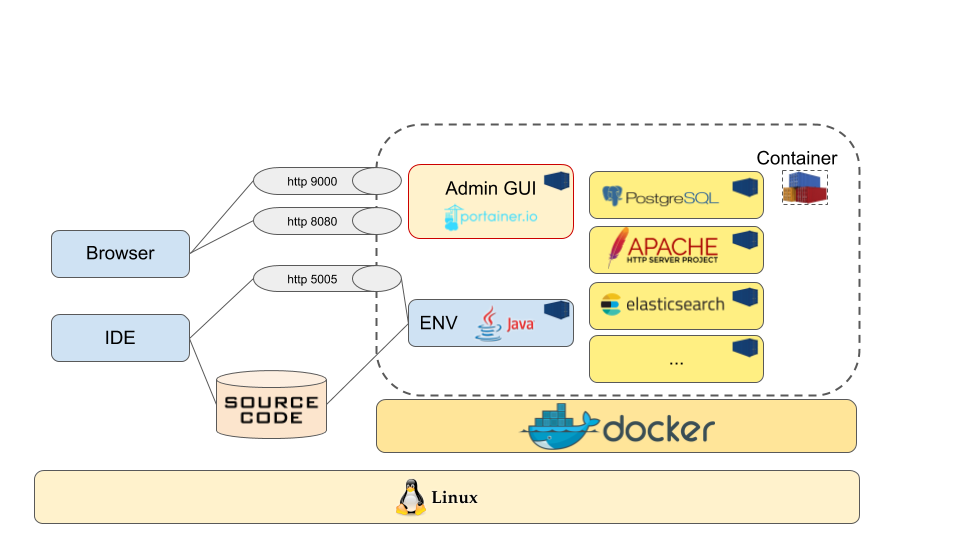 Container
http 9000
Admin GUI
portainer.io
PostgreSQL
http 8080
APACHE
HTTP SERVER PROJECT
Browser
http 5005
elasticsearch
ENV
Java
IDE
...
SOURCE
CODE
docker
Linux